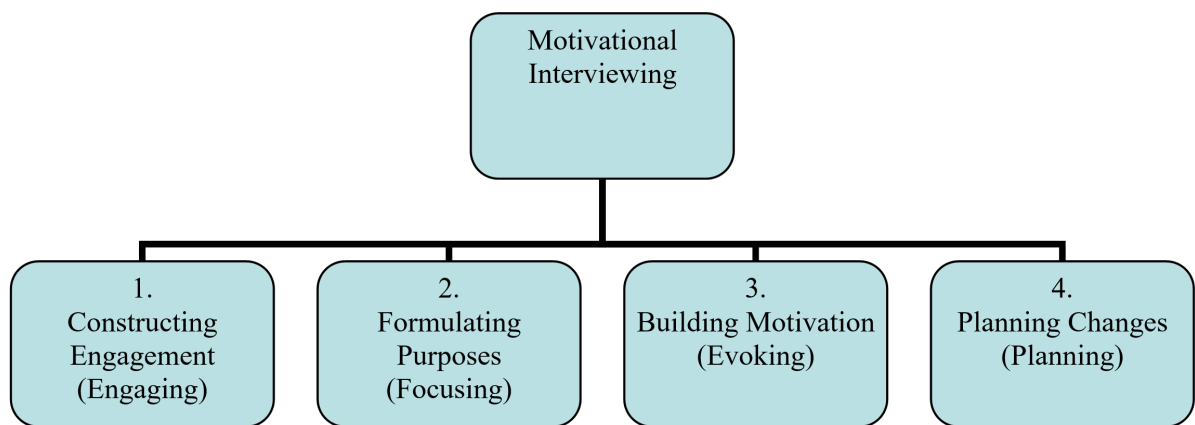 Motivational
Interviewing
1.
Constructing
Engagement
(Engaging)
2.
Formulating
Purposes
(Focusing)
3.
Building Motivation
(Evoking)
4.
Planning Changes
(Planning)